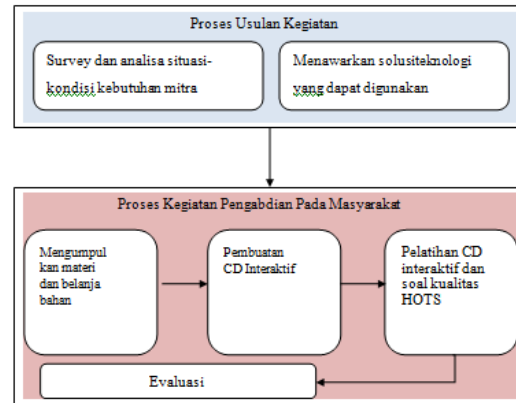 Proses Usulan Kegiatan
Survey dan analisa situasi-
kondisi kebutuhan mitra
Menawarkan solusiteknologi
yang dapat digunakan
Proses Kegiatan Pengabdian Pada Masyarakat
Mengumpul
kan materi
dan belanja
bahan
Pembuatan
CD Interaktif
Pelatihan CD
interaktif dan
soal kualitas
HOTS
Evaluasi